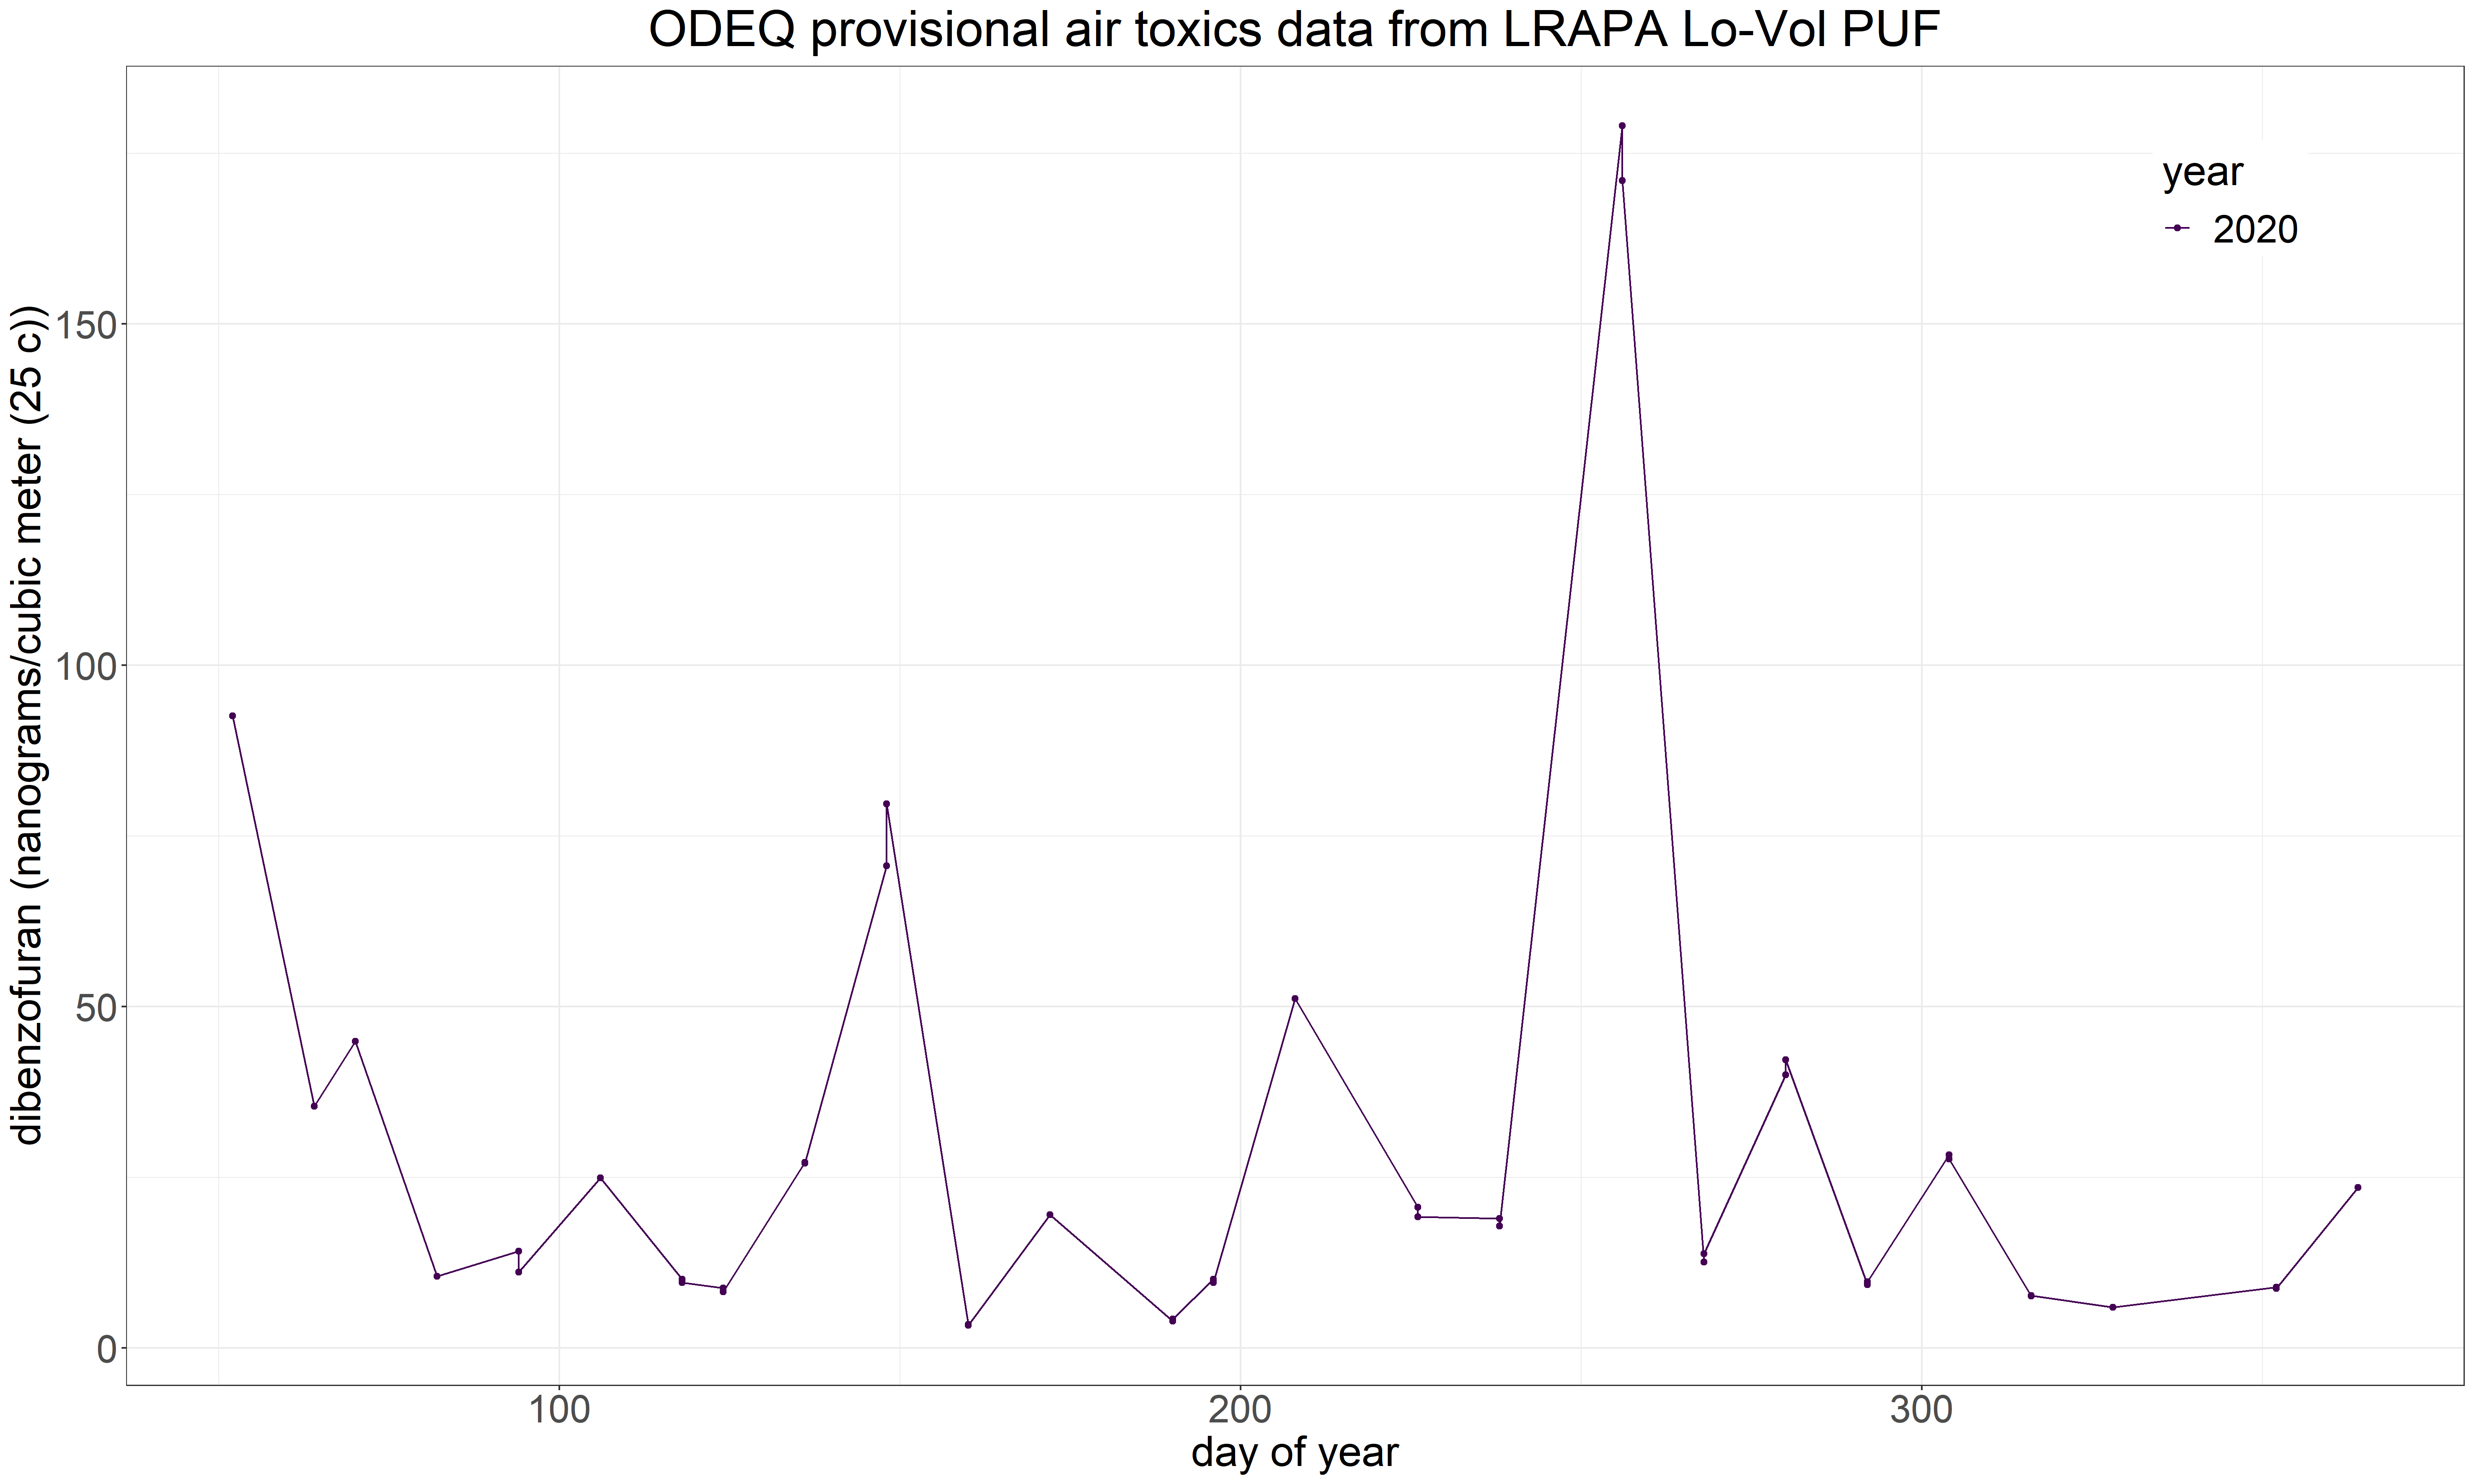 ODEQ provisional air toxics data from LRAPA Lo-Vol PUF
dibenzofuran (nanograms/cubic meter (25 c))
150
100
50
0
year
2020
100 200 300
day of year